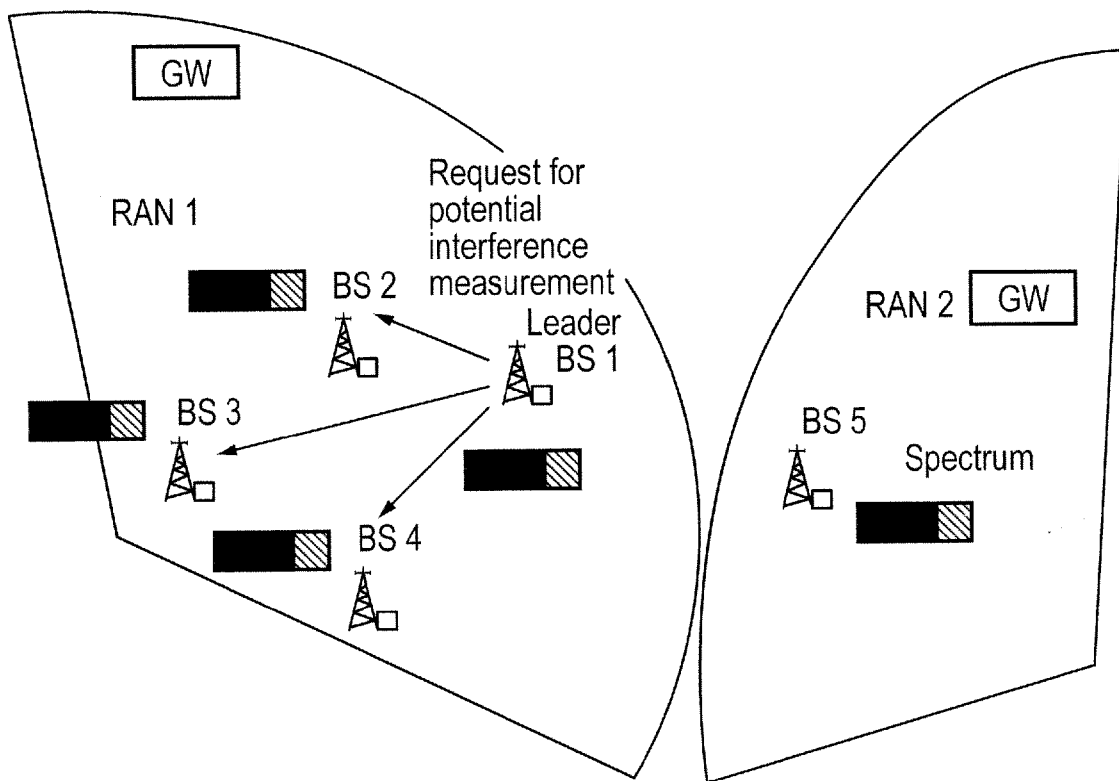 GW
RAN 1
Request for
potential
interference
measurement
Leader
BS 1
BS 2
BS 3
BS 4
RAN 2
GW
BS 5
Spectrum